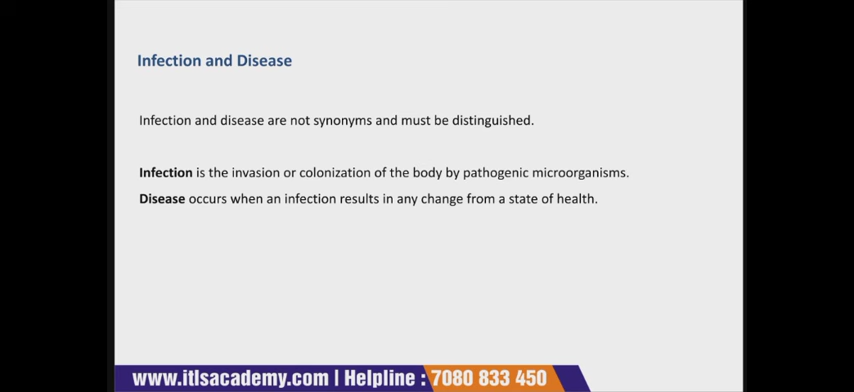 Infection and Disease
Infection and disease are not synonyms and must be distinguished.
Infection is the invasion or colonization of the body by pathogenic microorganisms.
Disease occurs when an infection results in any change from a state of health.
www.itlsacademy.com | Helpline : 7080 833 450